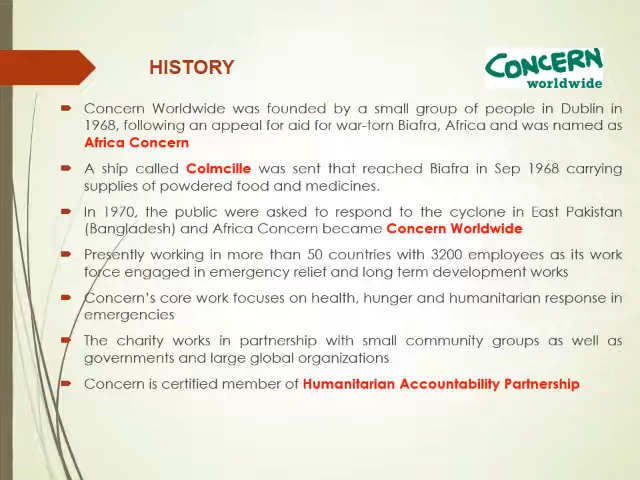 HISTORY
CONCERN
worldwide
Concern Worldwide was founded by a small group of people in Dublin in
1968, following an appeal for aid for war-torn Biafra, Africa and was named as
Africa Concern
A ship called Colmcille was sent that reached Biafra in Sep 1968 carrying
supplies of powdered food and medicines.
In 1970, the public were asked to respond to the cyclone in East Pakistan
(Bangladesh) and Africa Concern became Concern Worldwide
Presently working in more than 50 countries with 3200 employees as its work
force engaged in emergency relief and long term development works
Concern's core work focuses on health, hunger and humanitarian response in
emergencies
The charity works in partnership with small community groups as well as
governments and large global organizations
Concern is certified member of Humanitarian Accountability Partnership